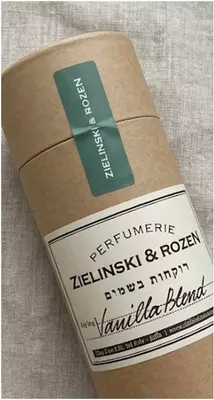 ZIELINSKI & ROZEN
PERFUMERIE
ZIELINSKI & ROZEN
רוקחות בשמים
Vanilla Blend